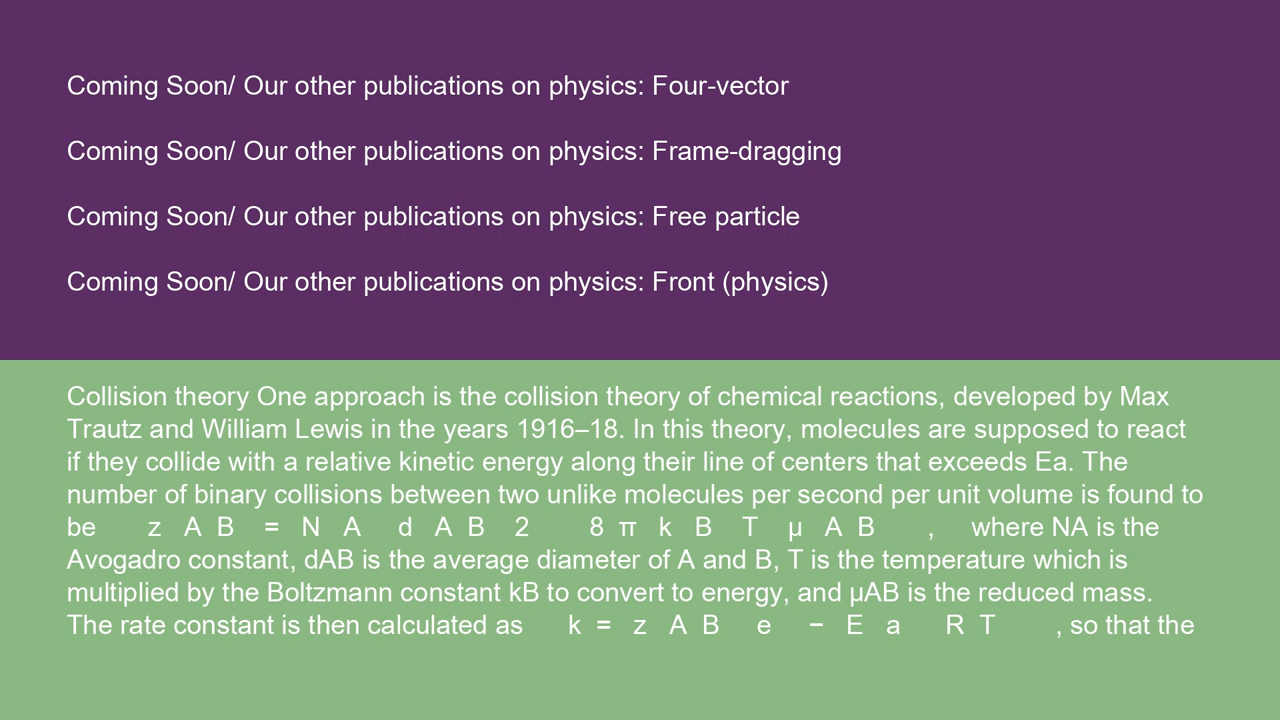 Coming Soon/ Our other publications on physics: Four-vector
Coming Soon/ Our other publications on physics: Frame-dragging
Coming Soon/ Our other publications on physics: Free particle
Coming Soon/ Our other publications on physics: Front (physics)
Collision theory One approach is the collision theory of chemical reactions, developed by Max
Trautz and William Lewis in the years 1916–18. In this theory, molecules are supposed to react
if they collide with a relative kinetic energy along their line of centers that exceeds Ea. The
number of binary collisions between two unlike molecules per second per unit volume is found to
be z A B = N A d A B 2 8 π k B T μ A B , where NA is the
Avogadro constant, dAB is the average diameter of A and B, T is the temperature which is
multiplied by the Boltzmann constant kB to convert to energy, and μAB is the reduced mass.
The rate constant is then calculated as k = z A B e − E a R T , so that the